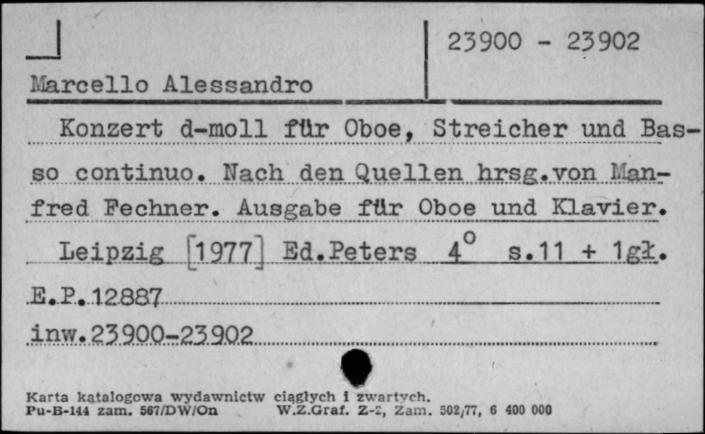 23900 - 23902
Marcello Alessandro
Konzert d-moll für Oboe, Streicher und Bas-
so continuo. Nach den Quellen hrsg.von Man-
fred Fechner. Ausgabe für Oboe und Klavier.
Leipzig [1977] Ed.Peters 4° s.11 + 1gł.
E.P.12887
inw.23900-23902
Karta katalogowa wydawnictw ciągłych i zwartych.
Pu-B-144 zam. 567/DW/On W.Z.Graf. Z-2, Zam. 502/77, 6 400 000